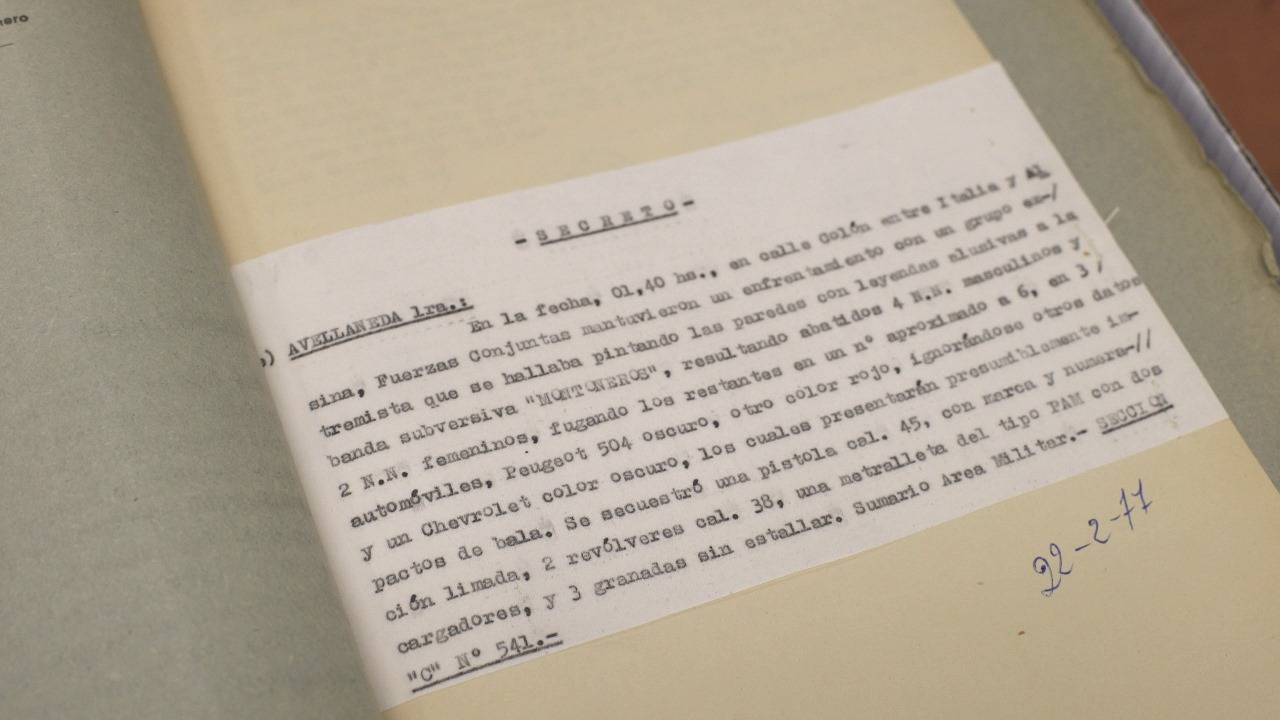 nero
- S E C R E T O -
) AVELLANEDA 1ra.:
En la fecha, 01,40 hs., en calle Colón entre Italia y Al
sina, Fuerzas Conjuntas mantuvieron un enfrentamiento con un grupo ex-/
tremista que se hallaba pintando las paredes con leyendas alusivas a la
banda subversiva "MONTONEROS", resultando abatidos 4 N.N. masculinos y
2 N.N. femeninos, fugando los restantes en un n° aproximado a 6, en 3 /
automóviles, Peugeot 504 oscuro, otro color rojo, ignorándose otros datos
y un Chevrolet color oscuro, los cuales presentarán presumiblemente im-
pactos de bala. Se secuestró una pistola cal. 45, con marca y numera-//
ción limada, 2 revólveres cal. 38, una metralleta del tipo PAM con dos
cargadores, y 3 granadas sin estallar. Sumario Area Militar.- SECCION
"C" N° 541.-
22-2-77